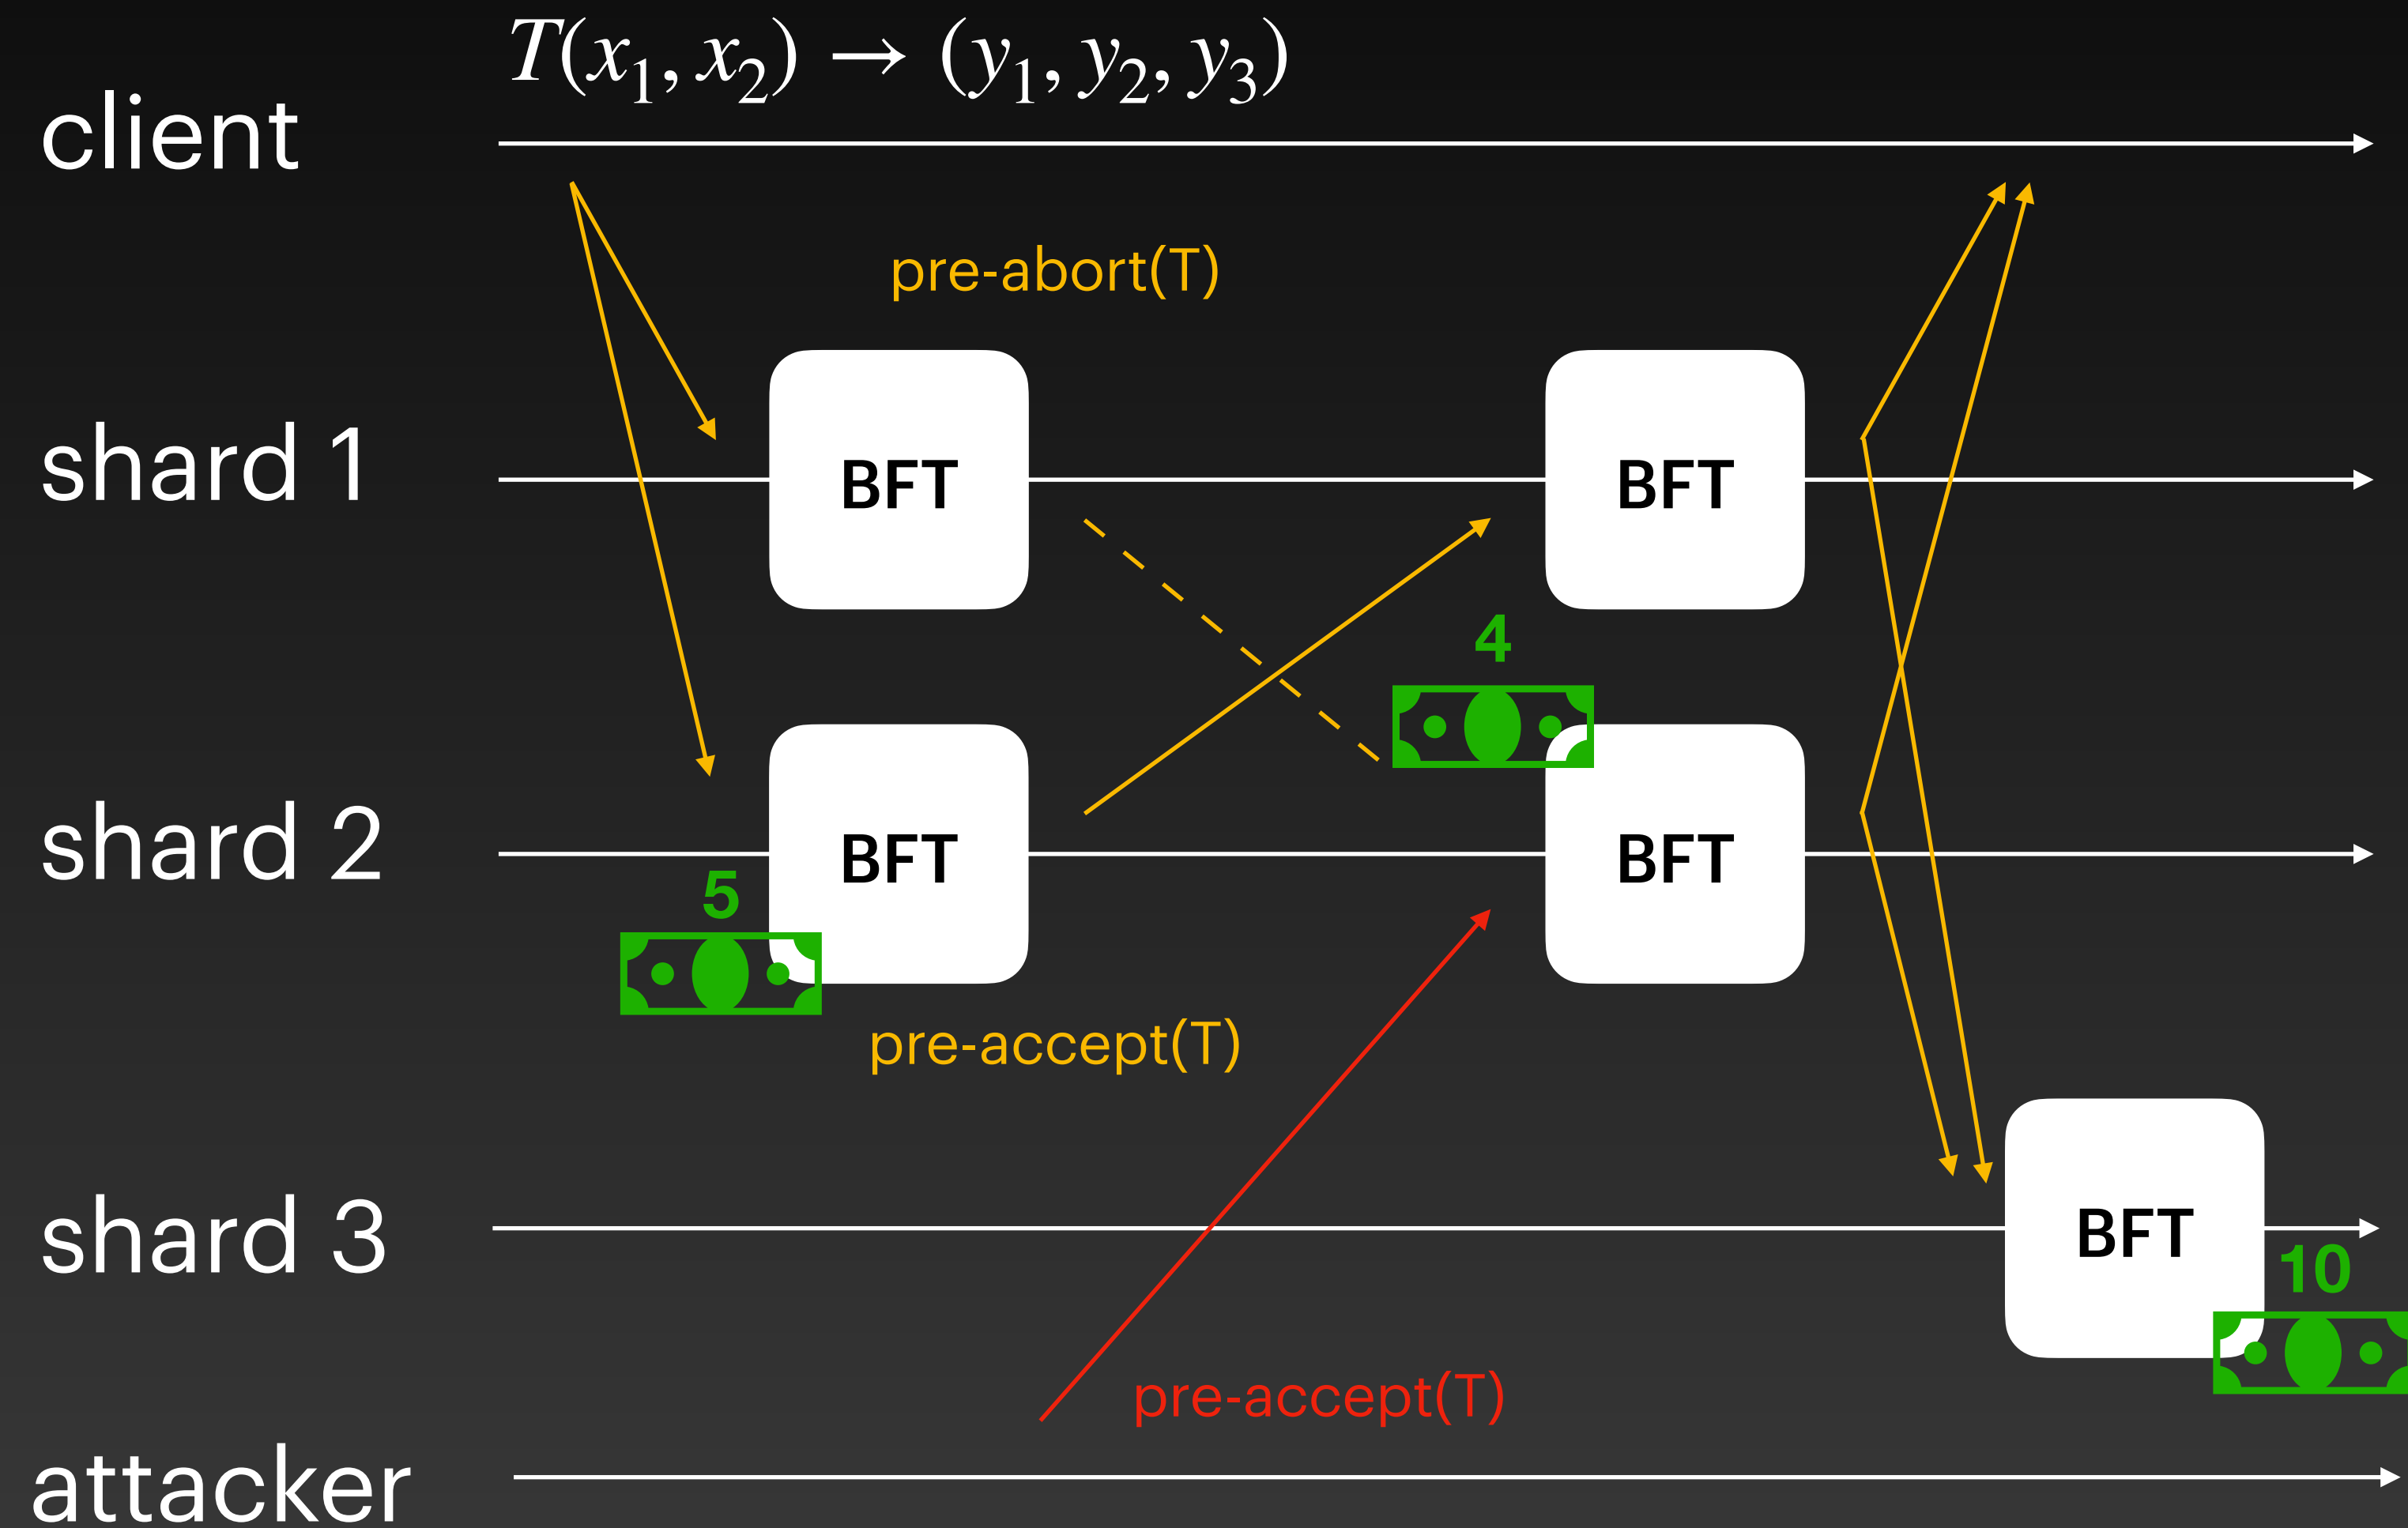 T(x₁, x₂) → (y₁, y₂, y₃)
client
pre-abort(T)
shard 1
BFT
BFT
4
shard 2
BFT
BFT
5
pre-accept(T)
shard 3
BFT
10
pre-accept(T)
attacker